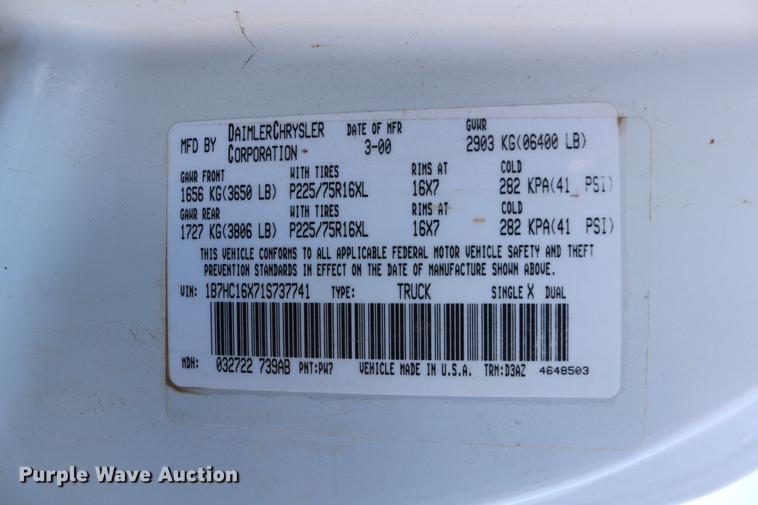 MFD BY DAIMLERCHRYSLER CORPORATION DATE OF MFR 3-00 GVWR 2903 KG(06400 LB)
GAWR FRONT WITH TIRES RIMS AT COLD
1656 KG(3650 LB) P225/75R16XL 16X7 282 KPA(41 PSI)
GAWR REAR WITH TIRES RIMS AT COLD
1727 KG(3806 LB) P225/75R16XL 16X7 282 KPA(41 PSI)
THIS VEHICLE CONFORMS TO ALL APPLICABLE FEDERAL MOTOR VEHICLE SAFETY AND THEFT
PREVENTION STANDARDS IN EFFECT ON THE DATE OF MANUFACTURE SHOWN ABOVE.
VIN: 1B7HC16X71S737741 TYPE: TRUCK SINGLE X DUAL
MDH: 032722 739AB PNT:PW7 VEHICLE MADE IN U.S.A. TRM:D3AZ 4648503
Purple Wave Auction